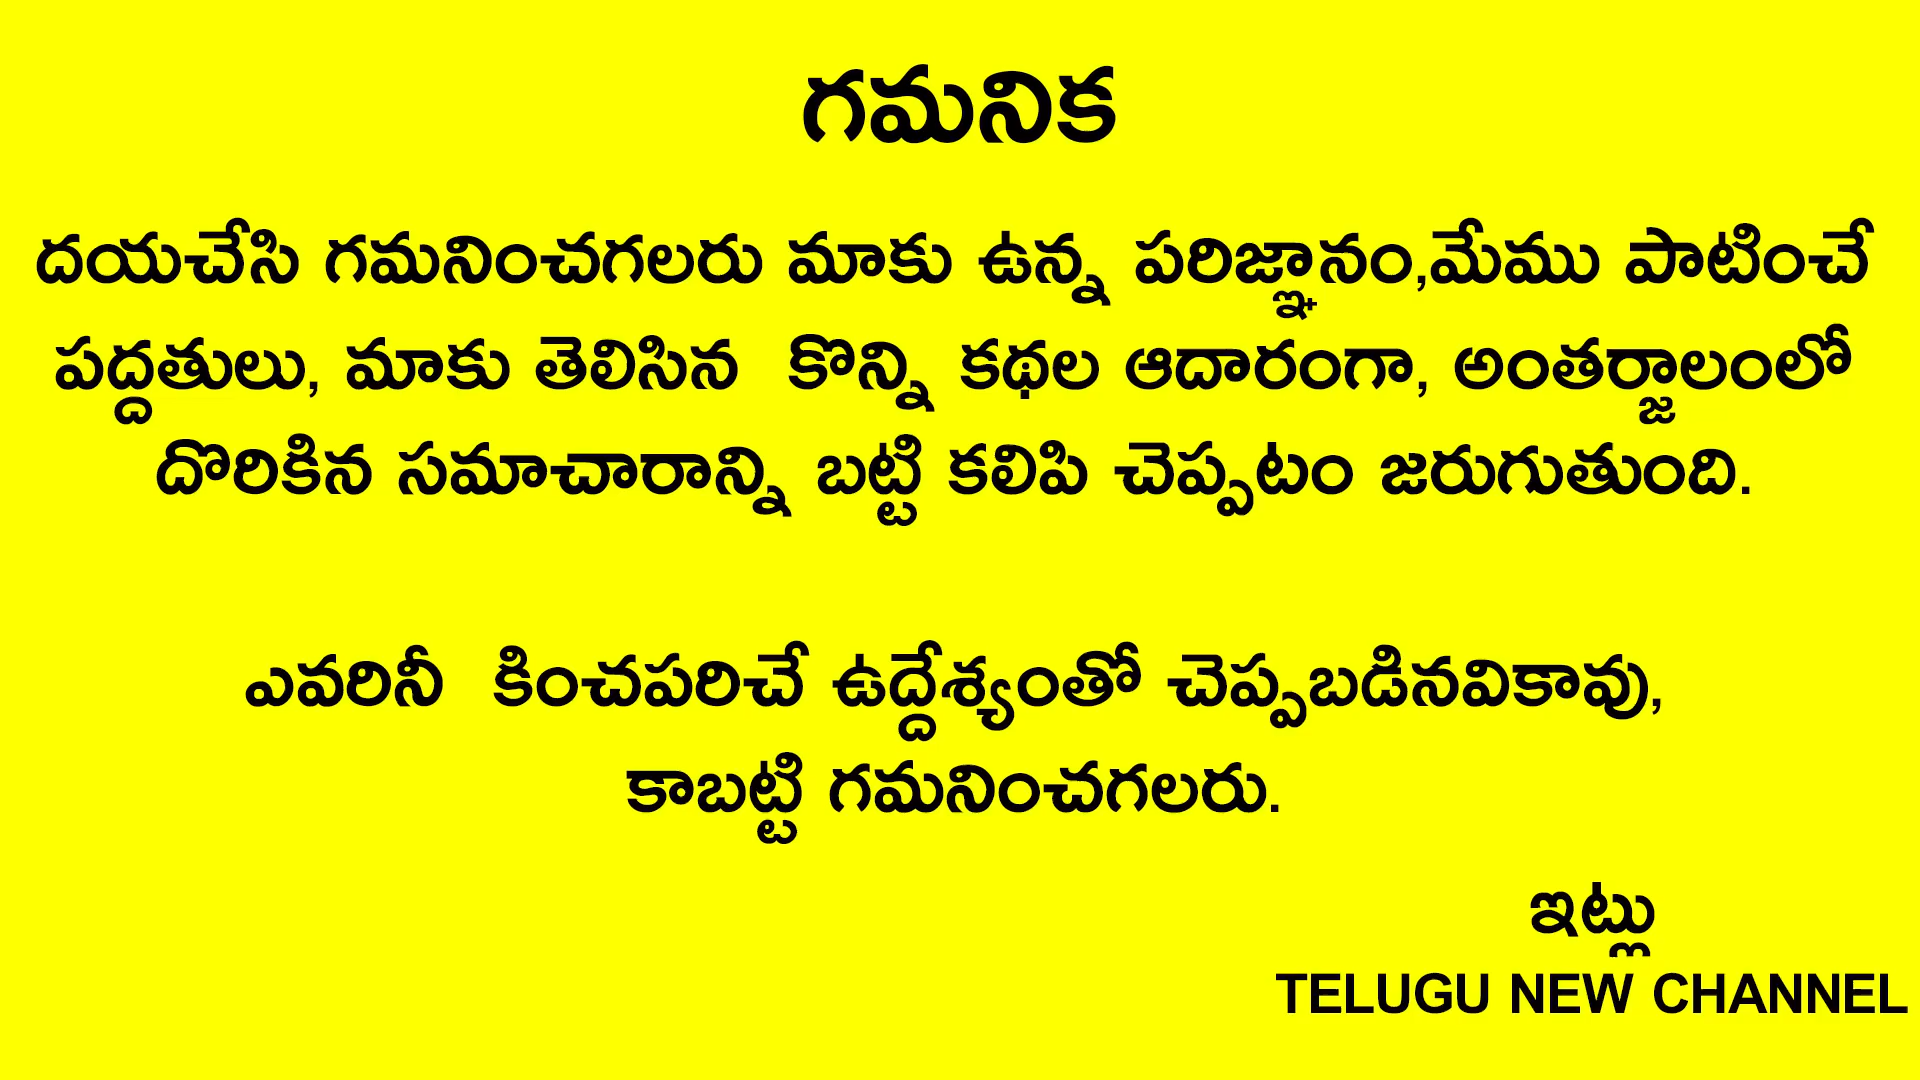 గమనిక
దయచేసి గమనించగలరు మాకు ఉన్న పరిజ్ఞానం,మేము పాటించే
పద్దతులు, మాకు తెలిసిన కొన్ని కథల ఆదారంగా, అంతర్జాలంలో
దొరికిన సమాచారాన్ని బట్టి కలిపి చెప్పటం జరుగుతుంది.
ఎవరినీ కించపరిచే ఉద్దేశ్యంతో చెప్పబడినవికావు,
కాబట్టి గమనించగలరు.
ఇట్లు
TELUGU NEW CHANNEL